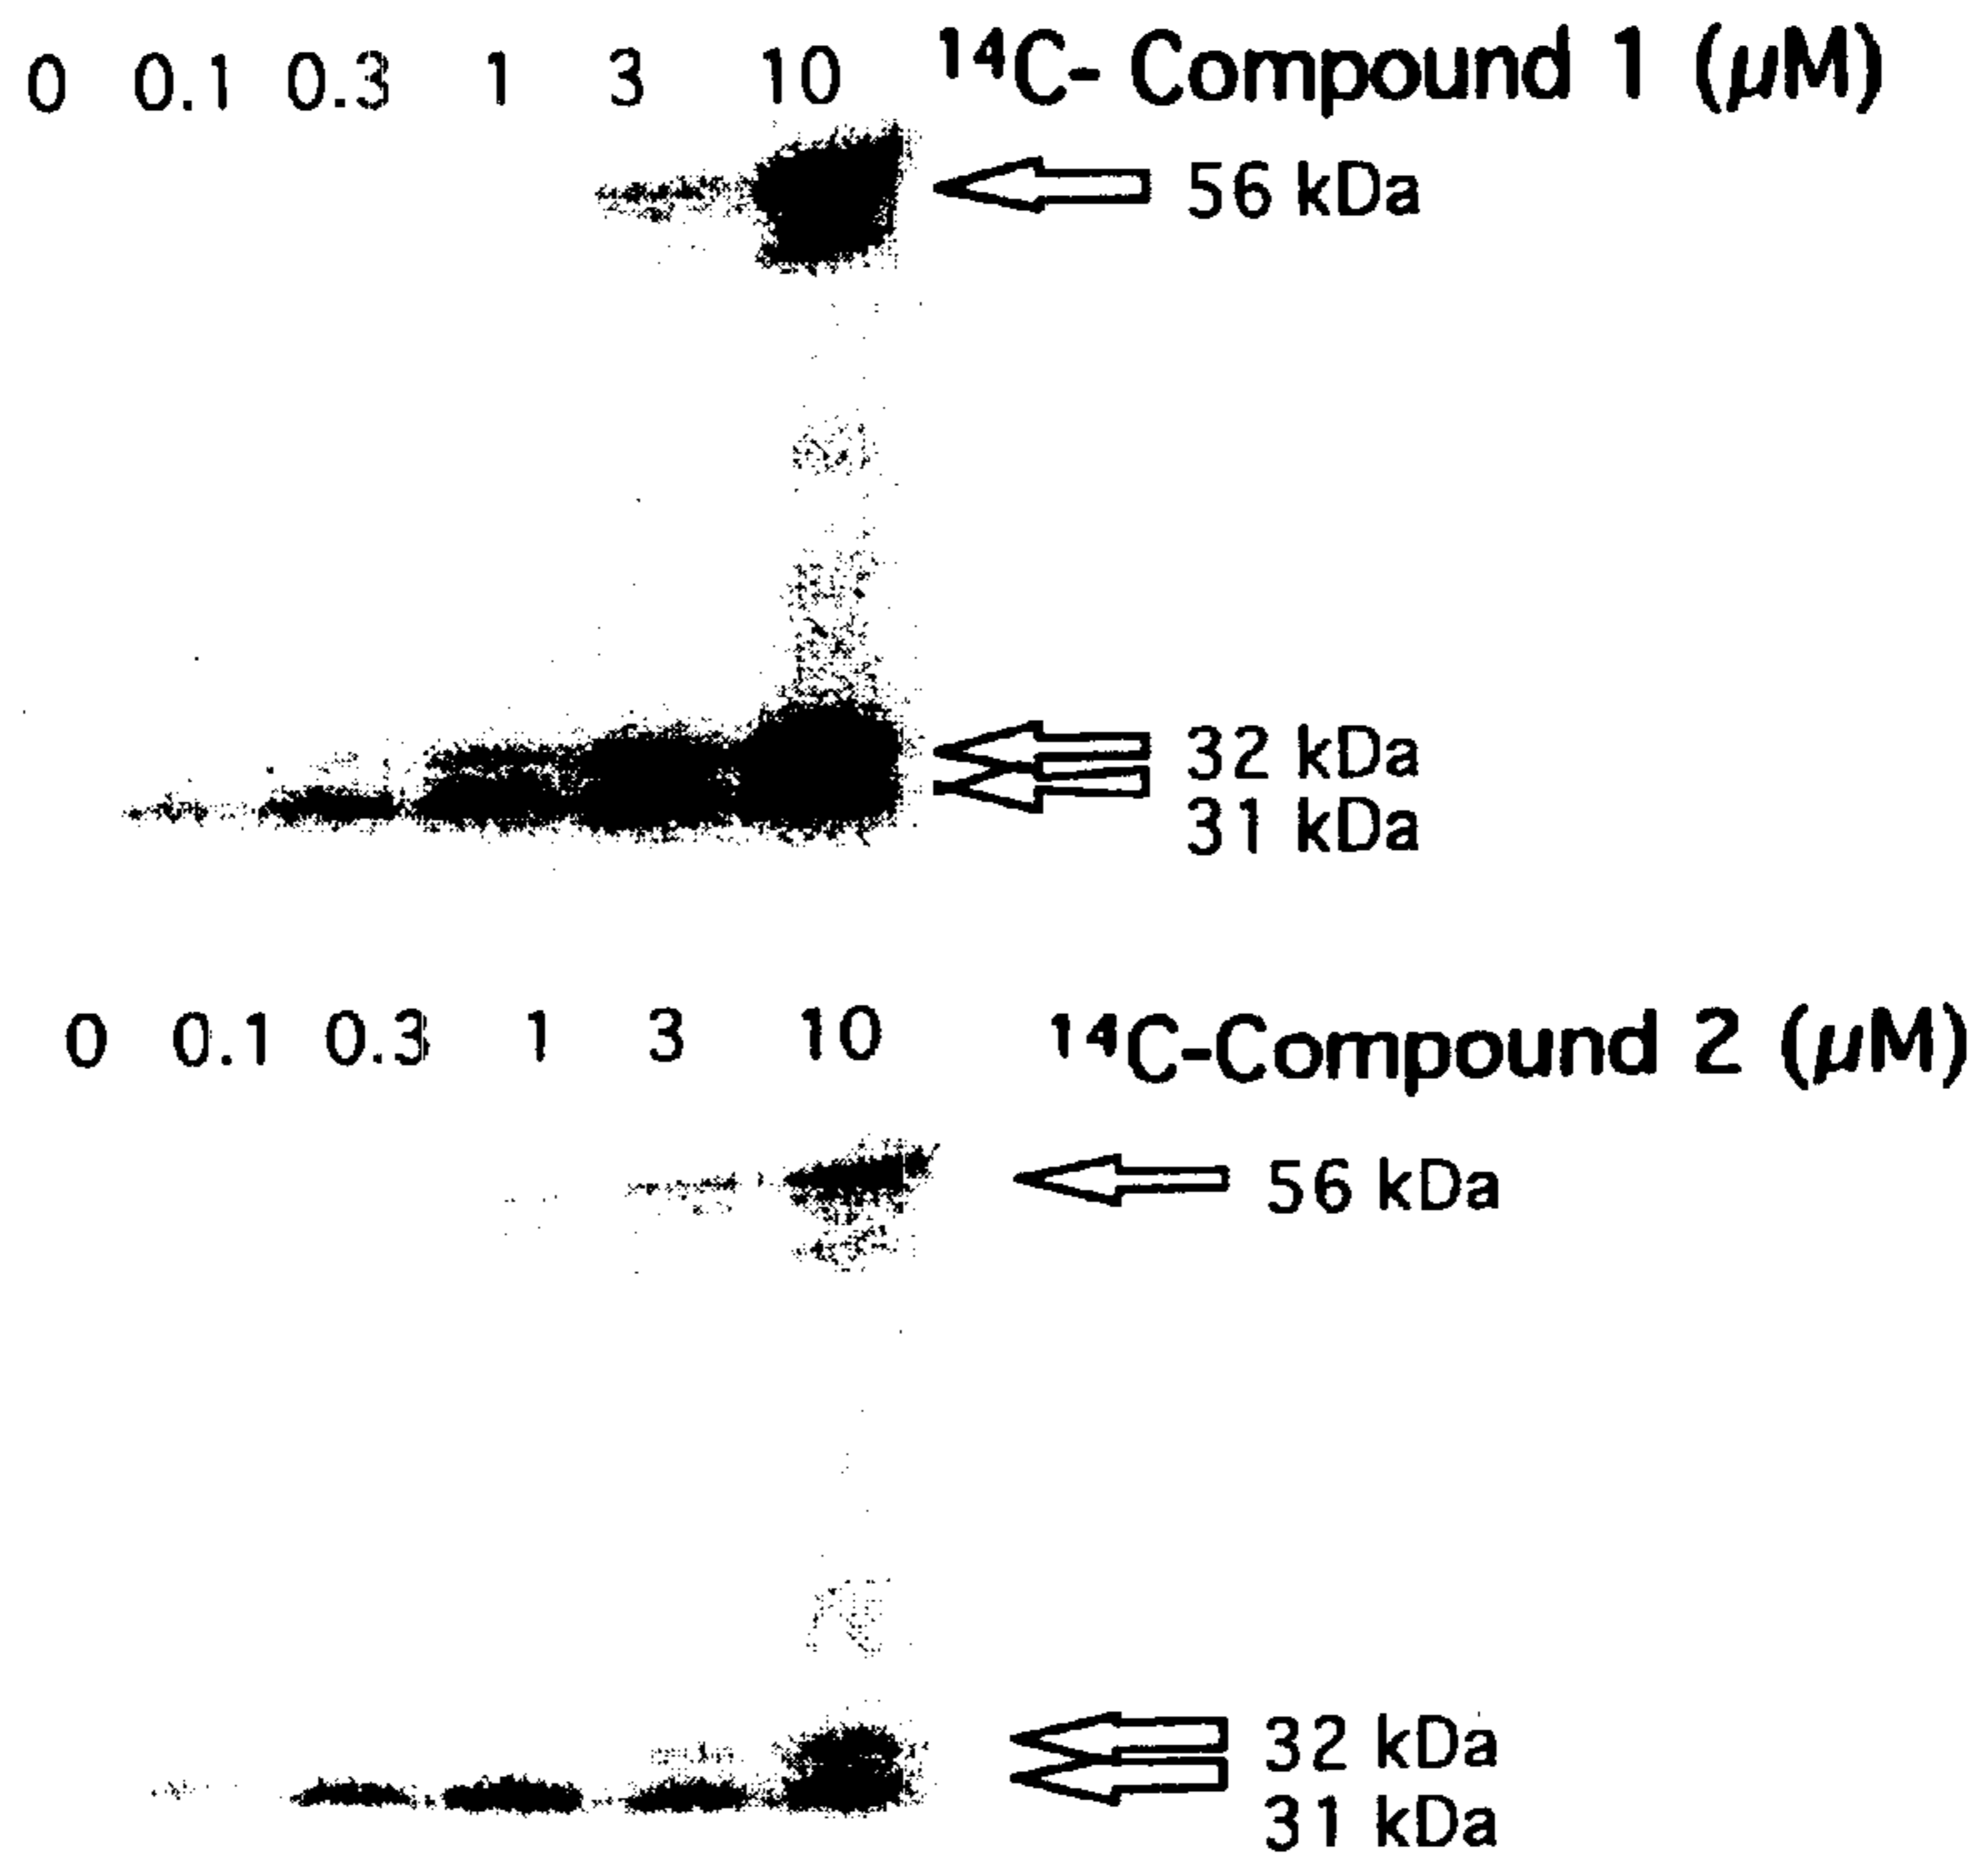 0 0.1 0.3 1 3 10 ¹⁴C- Compound 1 (μM)
56 kDa
32 kDa
31 kDa
0 0.1 0.3 1 3 10 ¹⁴C-Compound 2 (μM)
56 kDa
32 kDa
31 kDa